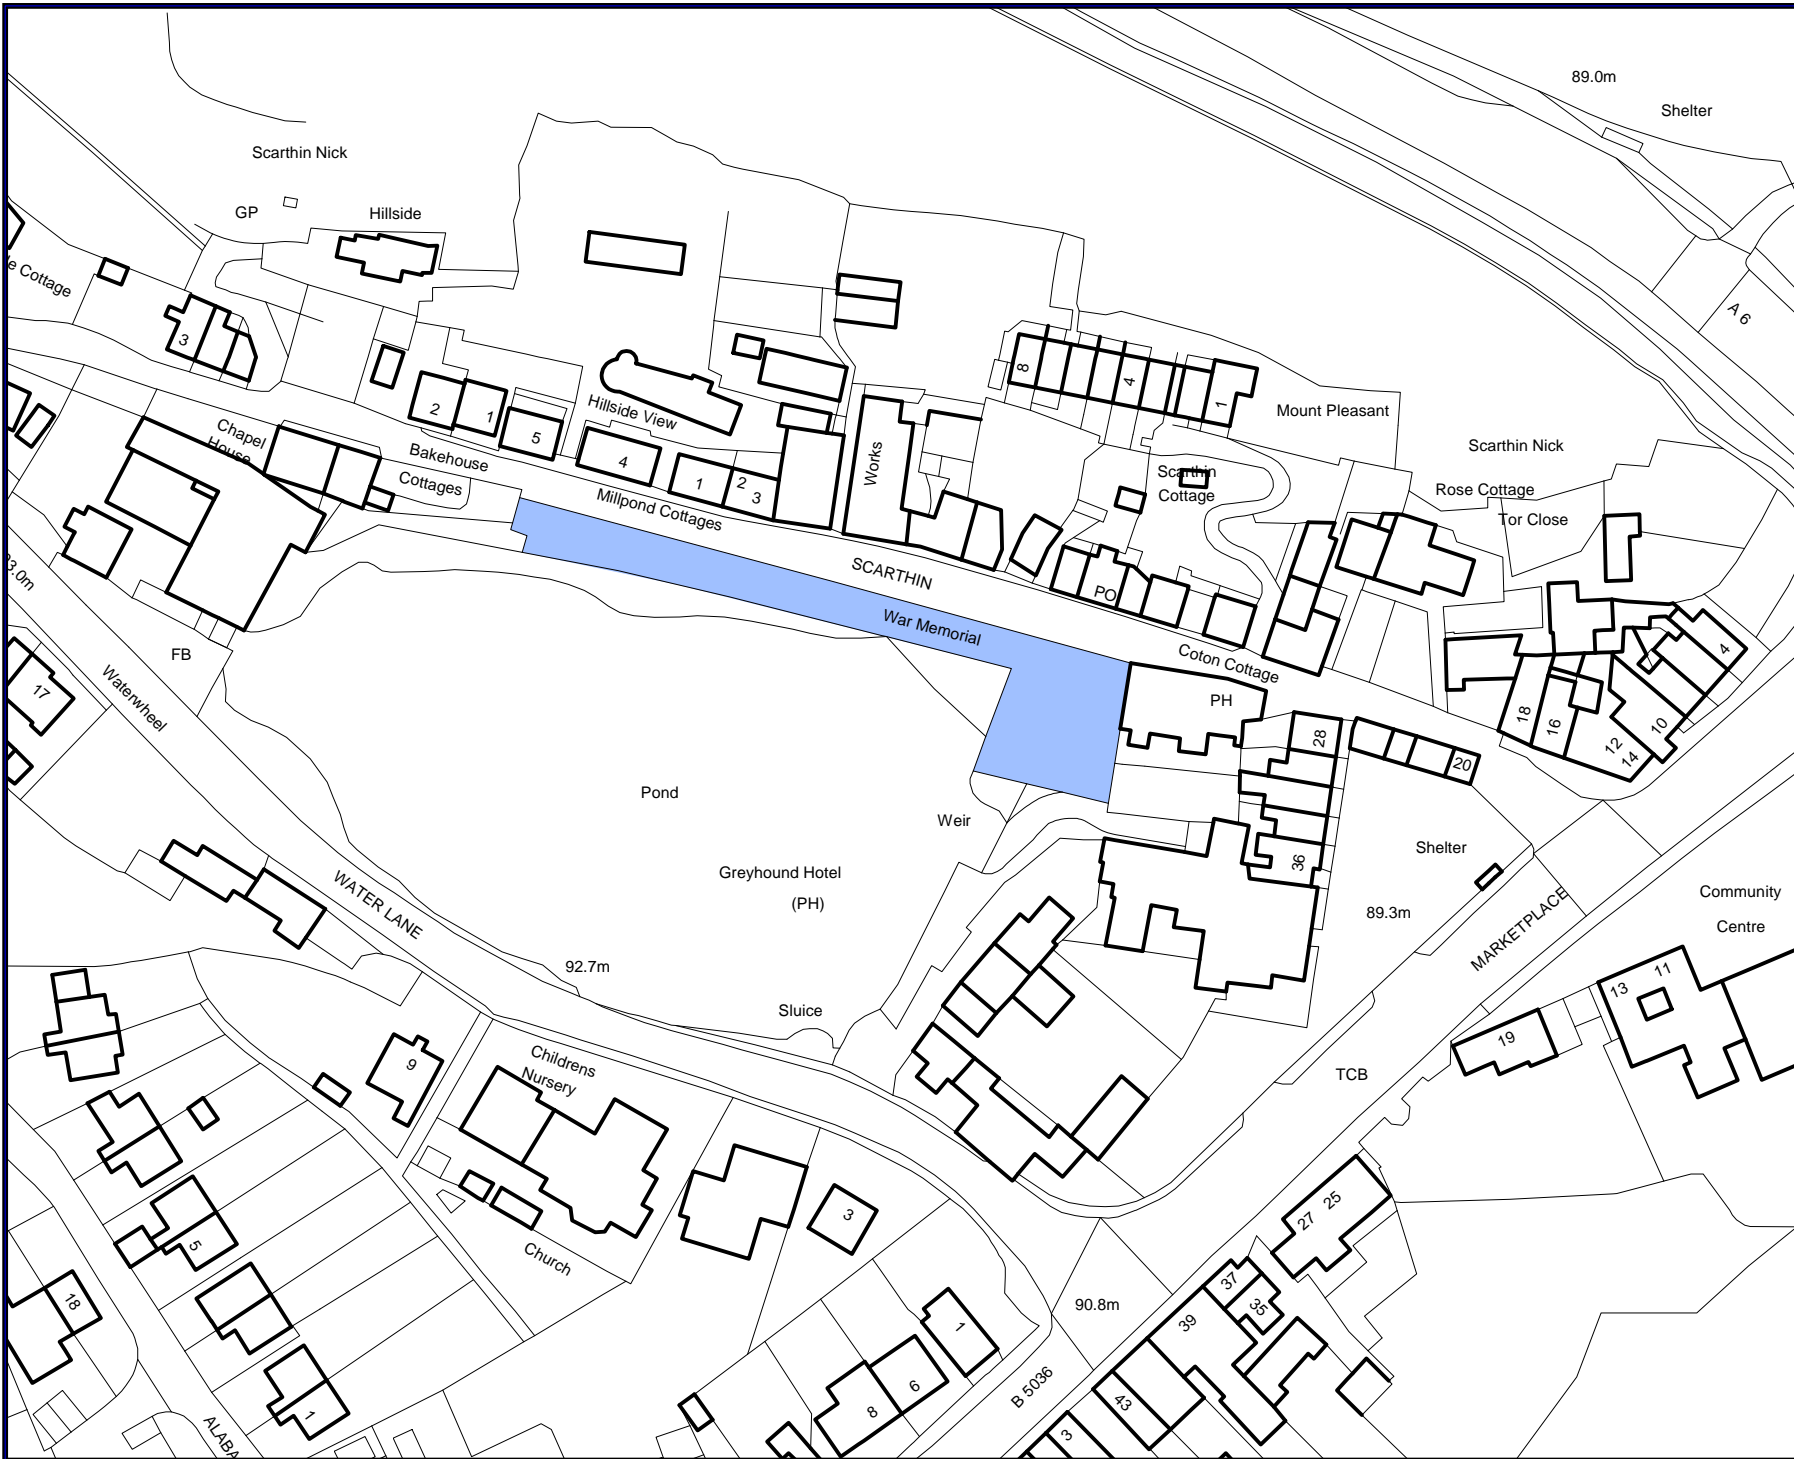 89.0m
Shelter
Scarthin Nick
GP
Hillside
le Cottage
A 6
3
8
4
1
Mount Pleasant
2
1
5
Hillside View
Chapel
House
Bakehouse
Cottages
4
1
2
3
Works
Millpond Cottages
Scarthin
Cottage
Scarthin Nick
Rose Cottage
Tor Close
SCARTHIN
PO
War Memorial
Coton Cottage
3.0m
FB
17
Waterwheel
PH
28
20
18
16
12
14
10
4
Pond
Weir
36
Shelter
Greyhound Hotel
(PH)
WATER LANE
89.3m
MARKETPLACE
Community
Centre
92.7m
Sluice
13
11
19
TCB
9
Childrens
Nursery
Church
3
5
18
1
27
25
37
35
39
90.8m
1
6
8
B 5036
43
3
ALABA